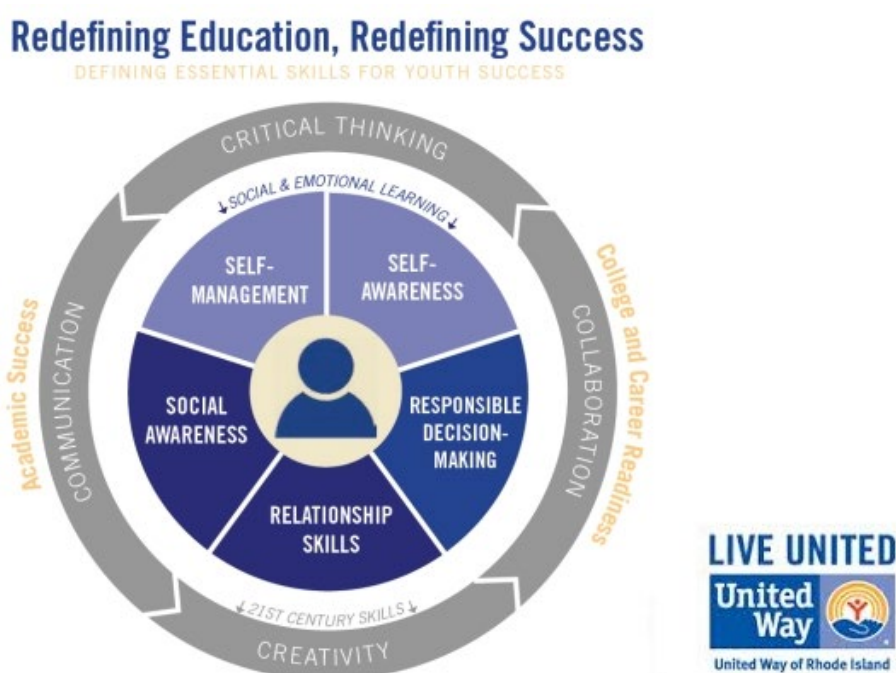 Redefining Education, Redefining Success
DEFINING ESSENTIAL SKILLS FOR YOUTH SUCCESS
CRITICAL THINKING
SOCIAL & EMOTIONAL LEARNING
SELF-
MANAGEMENT
SELF-
AWARENESS
Academic Success
COMMUNICATION
SOCIAL
AWARENESS
RESPONSIBLE
DECISION-
MAKING
COLLABORATION
College and Career Readiness
RELATIONSHIP
SKILLS
21ST CENTURY SKILLS
CREATIVITY
LIVE UNITED
United
Way
United Way of Rhode Island